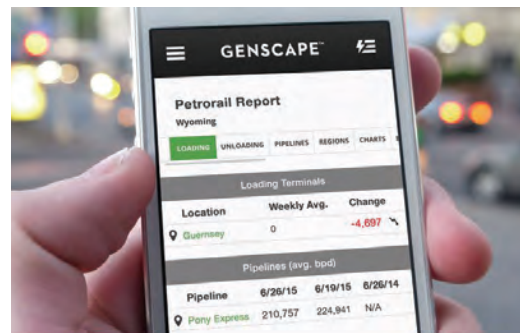 GENSCAPE™
Petrorail Report
Wyoming
LOADING UNLOADING PIPELINES REGIONS CHARTS
Loading Terminals
Location Weekly Avg. Change
Guernsey 0 -4,697
Pipelines (avg. bpd)
Pipeline 6/26/15 6/19/15 6/26/14
Pony Express 210,757 224,941 N/A